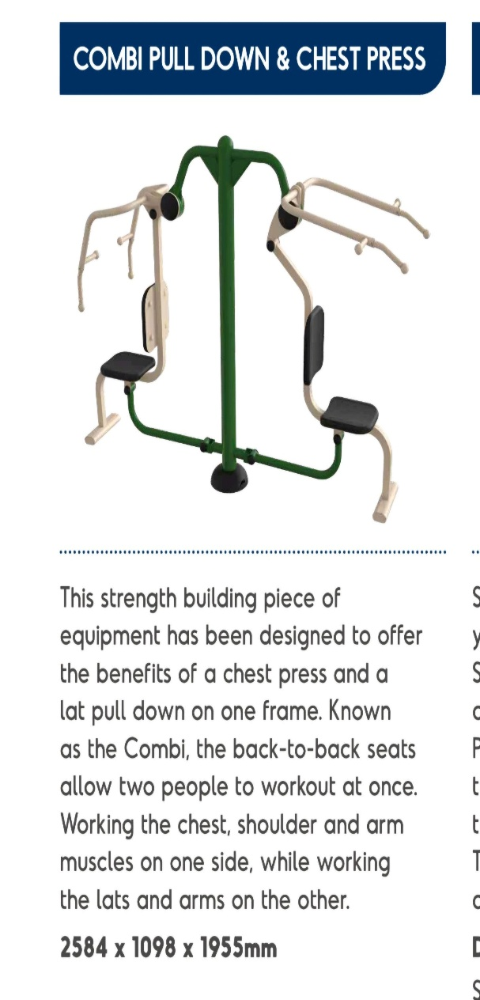 COMBI PULL DOWN & CHEST PRESS
This strength building piece of
equipment has been designed to offer
the benefits of a chest press and a
lat pull down on one frame. Known
as the Combi, the back-to-back seats
allow two people to workout at once.
Working the chest, shoulder and arm
muscles on one side, while working
the lats and arms on the other.
2584 x 1098 x 1955mm